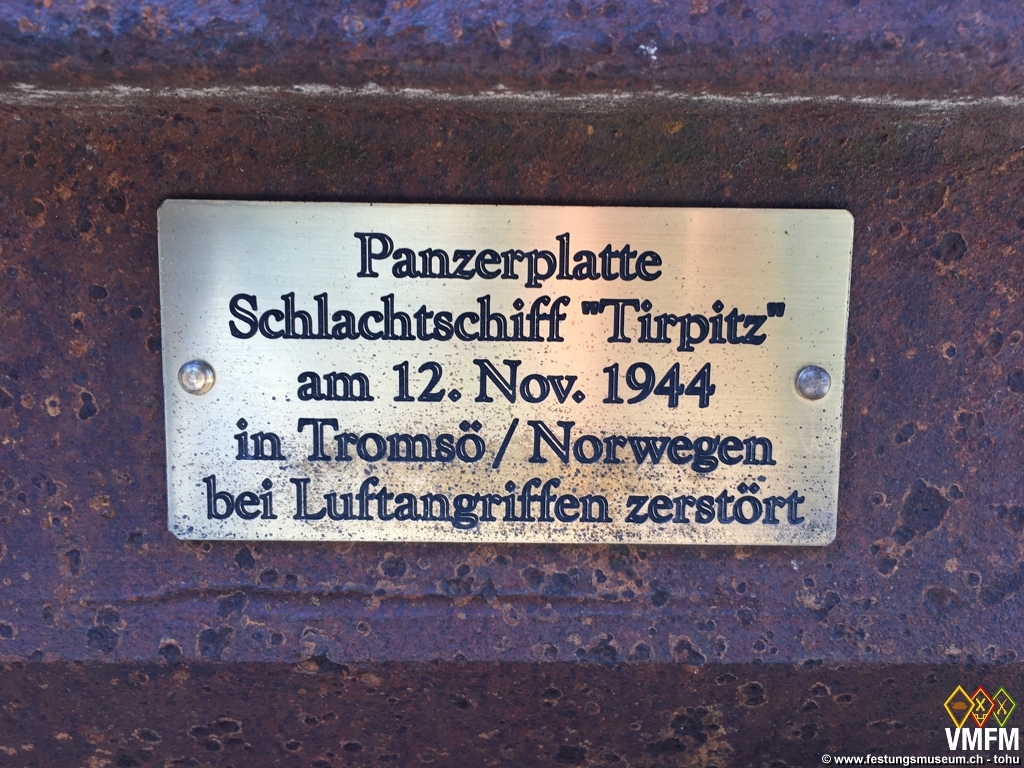 Panzerplatte
Schlachtschiff "Tirpitz"
am 12. Nov. 1944
in Tromsö / Norwegen
bei Luftangriffen zerstört
VMFM
© www.festungsmuseum.ch - tohu